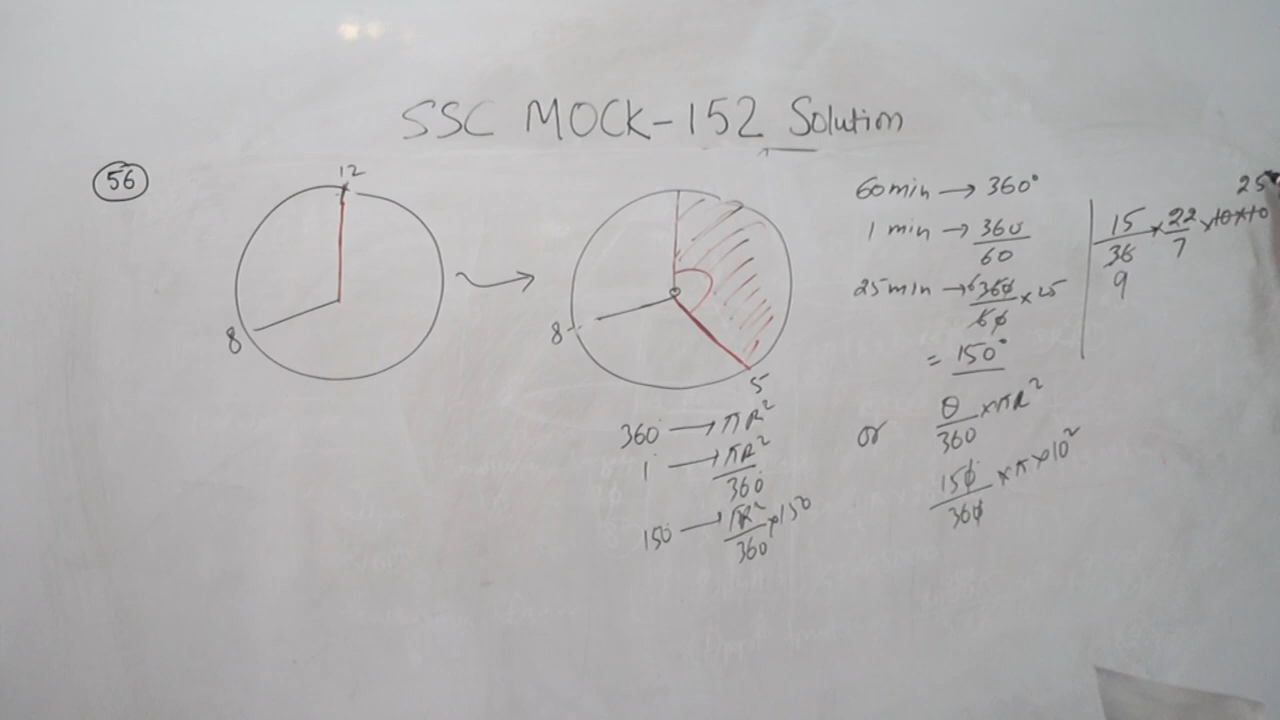 SSC MOCK-152 Solution
56
12
8
8
5
60min → 360°
1 min → 360/60
25min → 6 360/60 × 25
= 150°
25
15/36 × 22/7 × 10×10
9
360 → πR²
1 → πR²/360
150 → πR²/360 × 150
or
θ/360 × πR²
150/360 × π × 10²